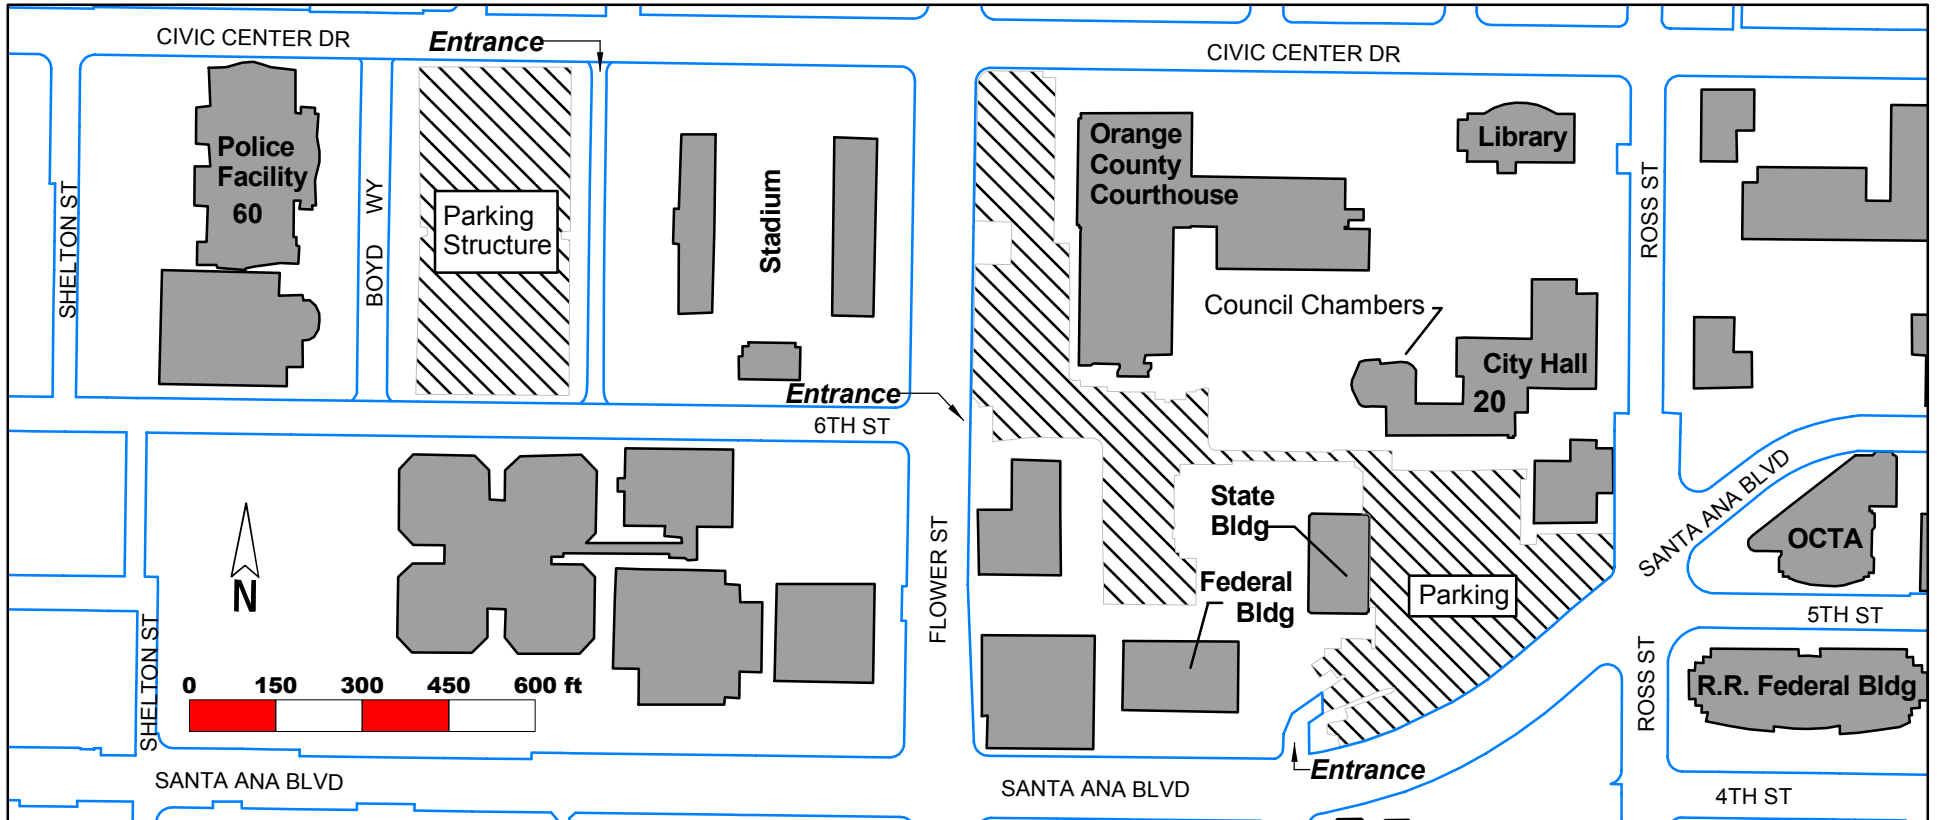 CIVIC CENTER DR
Entrance
CIVIC CENTER DR
Police
Facility
60
SHELTON ST
BOYD WY
Parking
Structure
Stadium
Orange
County
Courthouse
Library
ROSS ST
Council Chambers
City Hall
20
Entrance
6TH ST
SANTA ANA BLVD
State
Bldg
OCTA
N
FLOWER ST
Federal
Bldg
Parking
5TH ST
SHELTON ST
0 150 300 450 600 ft
ROSS ST
R.R. Federal Bldg
SANTA ANA BLVD
Entrance
SANTA ANA BLVD
4TH ST